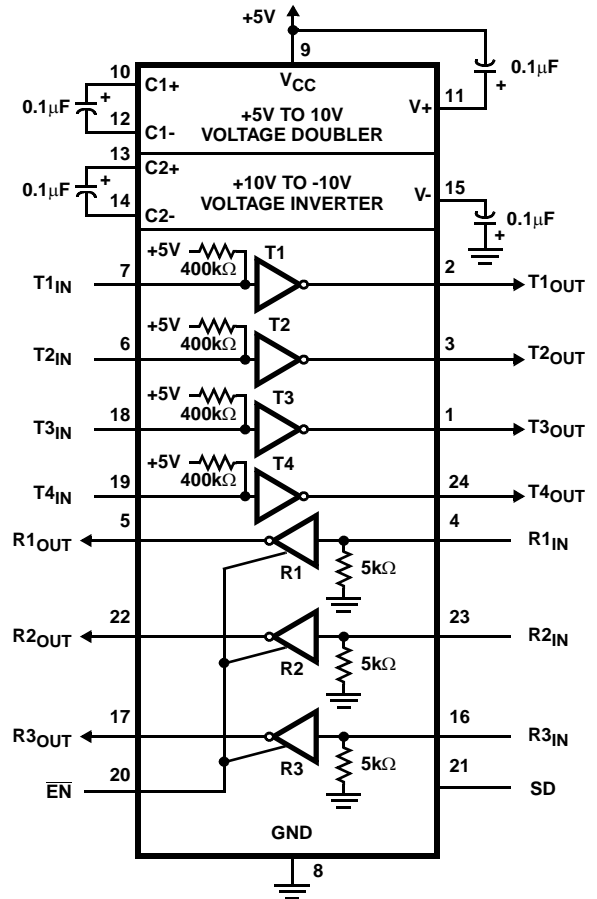 +5V
9
VCC
10
C1+
0.1µF
+
12
C1-
+5V TO 10V
VOLTAGE DOUBLER
V+
11
0.1µF
+
13
C2+
0.1µF
+
14
C2-
+10V TO -10V
VOLTAGE INVERTER
V-
15
0.1µF
+
+5V
400kΩ
T1
T1IN
7
2
T1OUT
+5V
400kΩ
T2
T2IN
6
3
T2OUT
+5V
400kΩ
T3
T3IN
18
1
T3OUT
+5V
400kΩ
T4
T4IN
19
24
T4OUT
R1OUT
5
4
R1IN
R1
5kΩ
R2OUT
22
23
R2IN
R2
5kΩ
R3OUT
17
16
R3IN
R3
5kΩ
EN
20
21
SD
GND
8